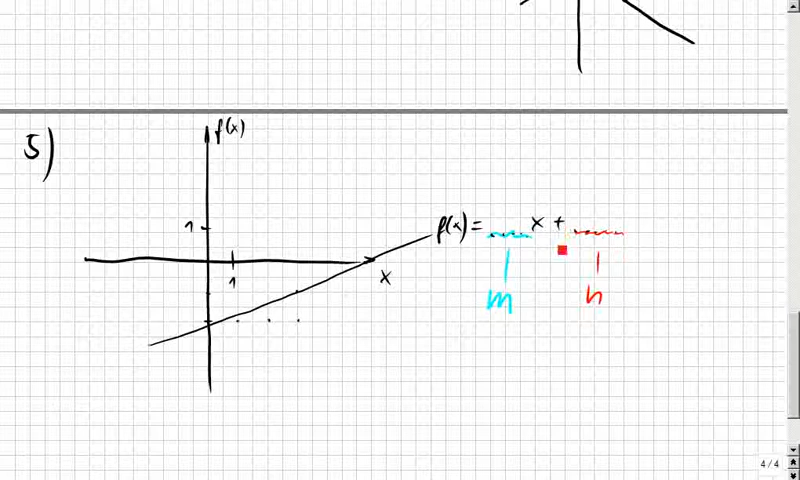 5)
f(x)
1
f(x) = ...... x + ......
1
x
m
n
4 / 4